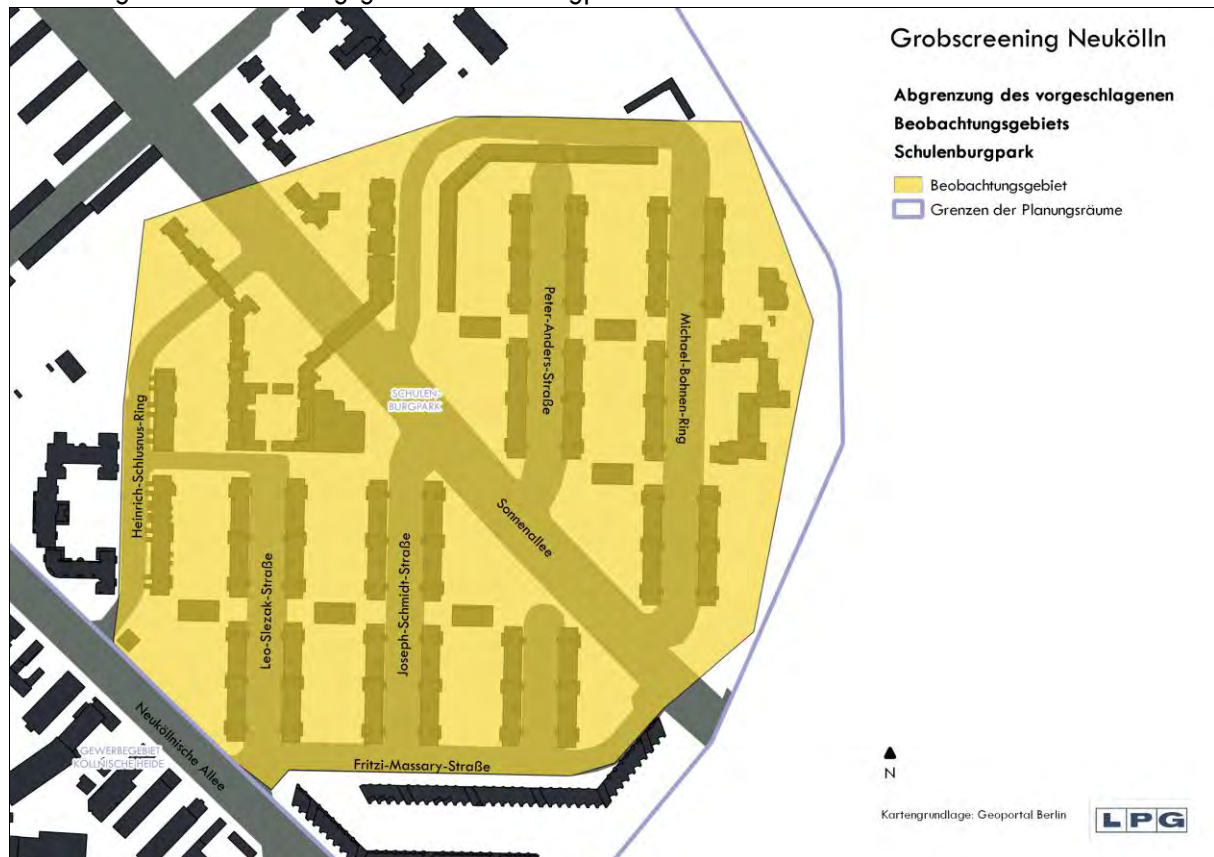 Grobscreening Neukölln
Abgrenzung des vorgeschlagenen
Beobachtungsgebiets
Schulenburgpark
Beobachtungsgebiet
Grenzen der Planungsräume
Peter-Anders-Straße
Michael-Bohnen-Ring
SCHULEN-
BURGPARK
Heinrich-Schlusnus-Ring
Sonnenallee
Leo-Slezak-Straße
Joseph-Schmidt-Straße
Neuköllnische Allee
GEWERBEGEBIET
KÖLLNISCHE HEIDE
Fritzi-Massary-Straße
N
Kartengrundlage: Geoportal Berlin
LPG